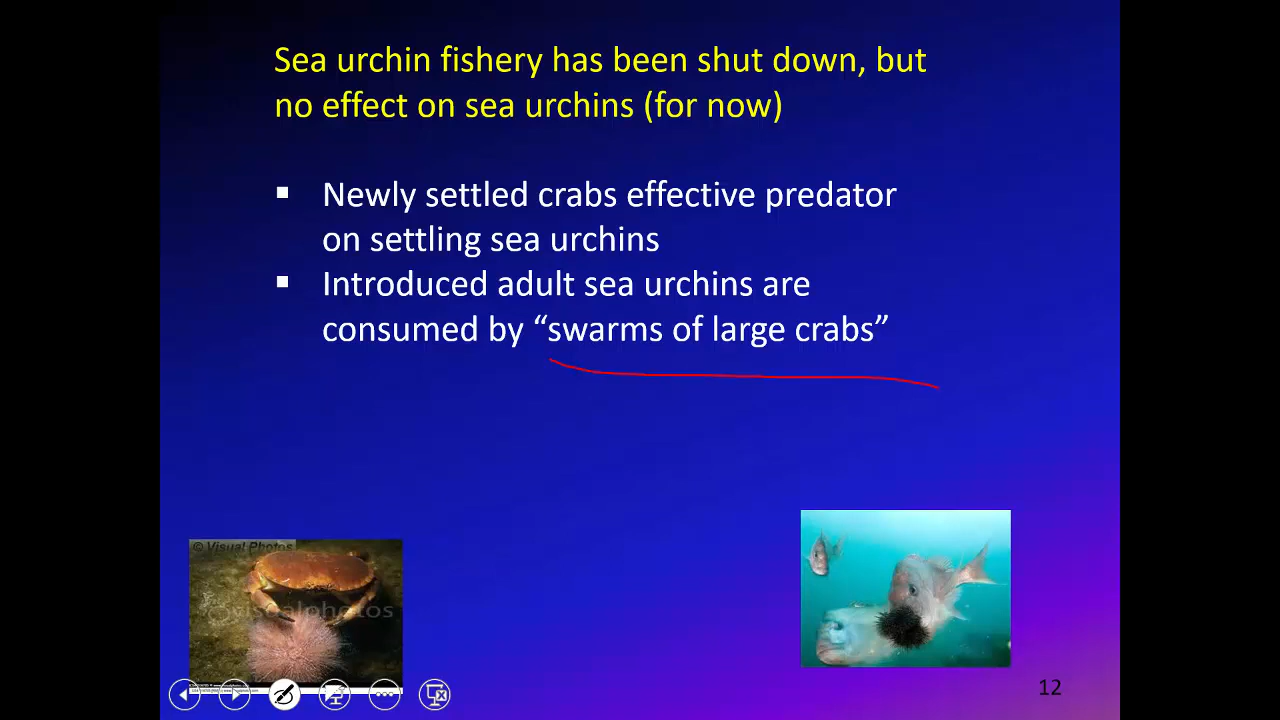 Sea urchin fishery has been shut down, but
no effect on sea urchins (for now)
▪ Newly settled crabs effective predator
on settling sea urchins
▪ Introduced adult sea urchins are
consumed by “swarms of large crabs”
© Visual Photos
©visualphotos
12